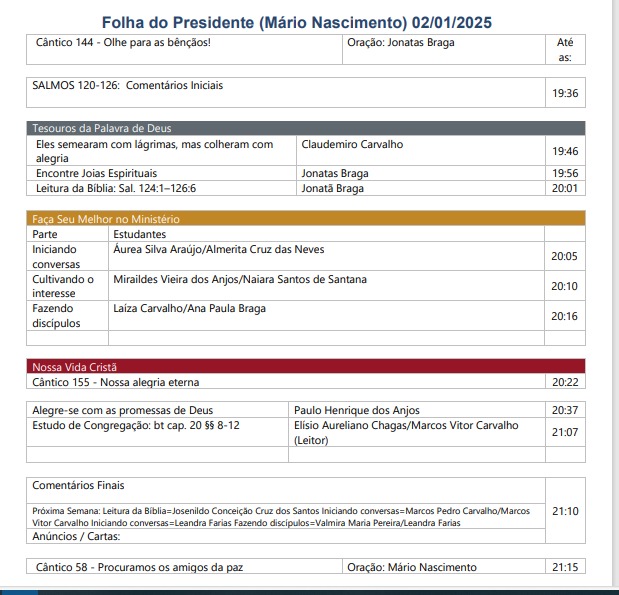 Folha do Presidente (Mário Nascimento) 02/01/2025
Cântico 144 - Olhe para as bênçãos! Oração: Jonatas Braga Até
as:
SALMOS 120-126: Comentários Iniciais
19:36
Tesouros da Palavra de Deus
Eles semearam com lágrimas, mas colheram com Claudemiro Carvalho
alegria 19:46
Encontre Joias Espirituais Jonatas Braga 19:56
Leitura da Bíblia: Sal. 124:1–126:6 Jonatã Braga 20:01
Faça Seu Melhor no Ministério
Parte Estudantes
Iniciando Áurea Silva Araújo/Almerita Cruz das Neves
conversas 20:05
Cultivando o Miraildes Vieira dos Anjos/Naiara Santos de Santana
interesse 20:10
Fazendo Laíza Carvalho/Ana Paula Braga
discípulos 20:16
Nossa Vida Cristã
Cântico 155 - Nossa alegria eterna 20:22
Alegre-se com as promessas de Deus Paulo Henrique dos Anjos 20:37
Estudo de Congregação: bt cap. 20 §§ 8-12 Elísio Aureliano Chagas/Marcos Vitor Carvalho
(Leitor) 21:07
Comentários Finais
Próxima Semana: Leitura da Bíblia=Josenildo Conceição Cruz dos Santos Iniciando conversas=Marcos Pedro Carvalho/Marcos
Vitor Carvalho Iniciando conversas=Leandra Farias Fazendo discípulos=Valmira Maria Pereira/Leandra Farias
21:10
Anúncios / Cartas:
Cântico 58 - Procuramos os amigos da paz Oração: Mário Nascimento 21:15